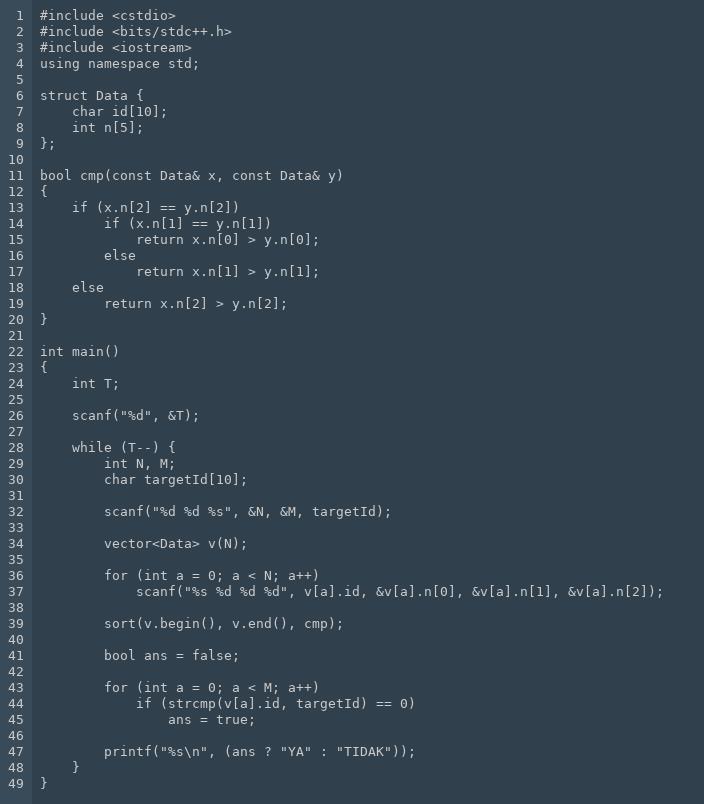 1 #include <cstdio>
2 #include <bits/stdc++.h>
3 #include <iostream>
4 using namespace std;
5
6 struct Data {
7     char id[10];
8     int n[5];
9 };
10
11 bool cmp(const Data& x, const Data& y)
12 {
13     if (x.n[2] == y.n[2])
14         if (x.n[1] == y.n[1])
15             return x.n[0] > y.n[0];
16         else
17             return x.n[1] > y.n[1];
18     else
19         return x.n[2] > y.n[2];
20 }
21
22 int main()
23 {
24     int T;
25
26     scanf("%d", &T);
27
28     while (T--) {
29         int N, M;
30         char targetId[10];
31
32         scanf("%d %d %s", &N, &M, targetId);
33
34         vector<Data> v(N);
35
36         for (int a = 0; a < N; a++)
37             scanf("%s %d %d %d", v[a].id, &v[a].n[0], &v[a].n[1], &v[a].n[2]);
38
39         sort(v.begin(), v.end(), cmp);
40
41         bool ans = false;
42
43         for (int a = 0; a < M; a++)
44             if (strcmp(v[a].id, targetId) == 0)
45                 ans = true;
46
47         printf("%s\n", (ans ? "YA" : "TIDAK"));
48     }
49 }